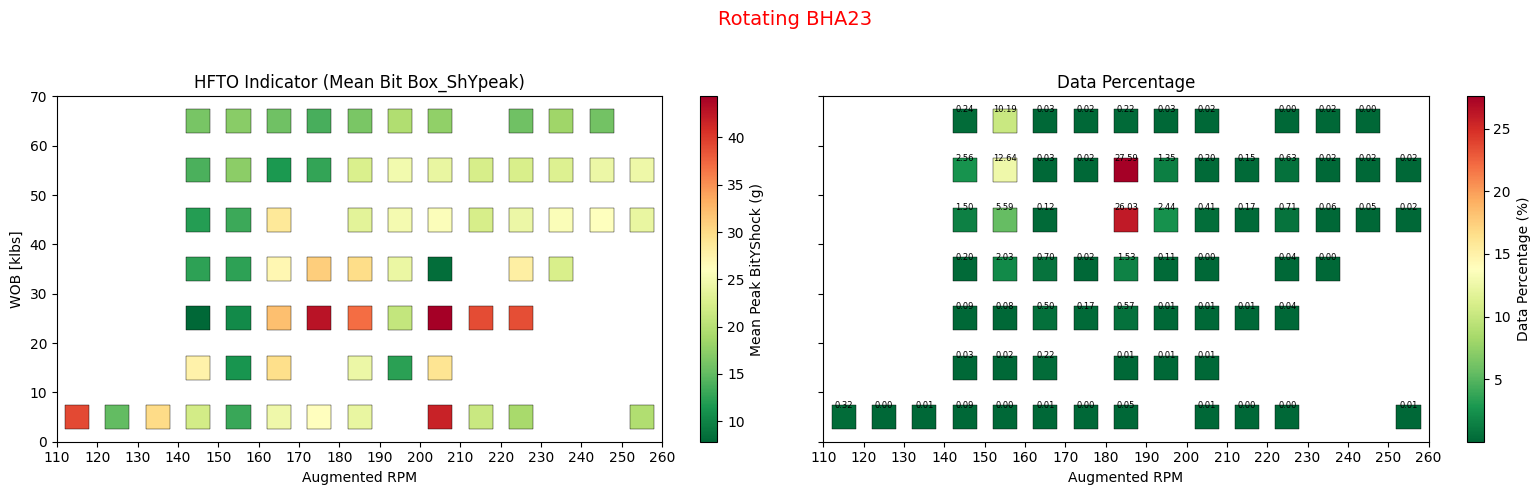 Rotating BHA23
HFTO Indicator (Mean Bit Box_ShYpeak)
WOB [klbs]
70
60
50
40
30
20
10
0
110 120 130 140 150 160 170 180 190 200 210 220 230 240 250 260
Augmented RPM
40
35
30
25
20
15
10
Mean Peak BitYShock (g)
Data Percentage
0.24 10.19 0.03 0.02 0.22 0.03 0.02 0.00 0.02 0.00
2.56 12.64 0.03 0.02 27.59 1.35 0.20 0.15 0.63 0.02 0.02 0.02
1.50 5.59 0.12 26.03 2.44 0.41 0.17 0.71 0.06 0.05 0.02
0.20 2.03 0.70 0.02 1.53 0.11 0.00 0.04 0.00
0.09 0.08 0.50 0.17 0.57 0.01 0.01 0.01 0.04
0.03 0.02 0.22 0.01 0.01 0.01
0.32 0.00 0.01 0.09 0.00 0.01 0.00 0.05 0.01 0.00 0.00 0.01
110 120 130 140 150 160 170 180 190 200 210 220 230 240 250 260
Augmented RPM
25
20
15
10
5
Data Percentage (%)